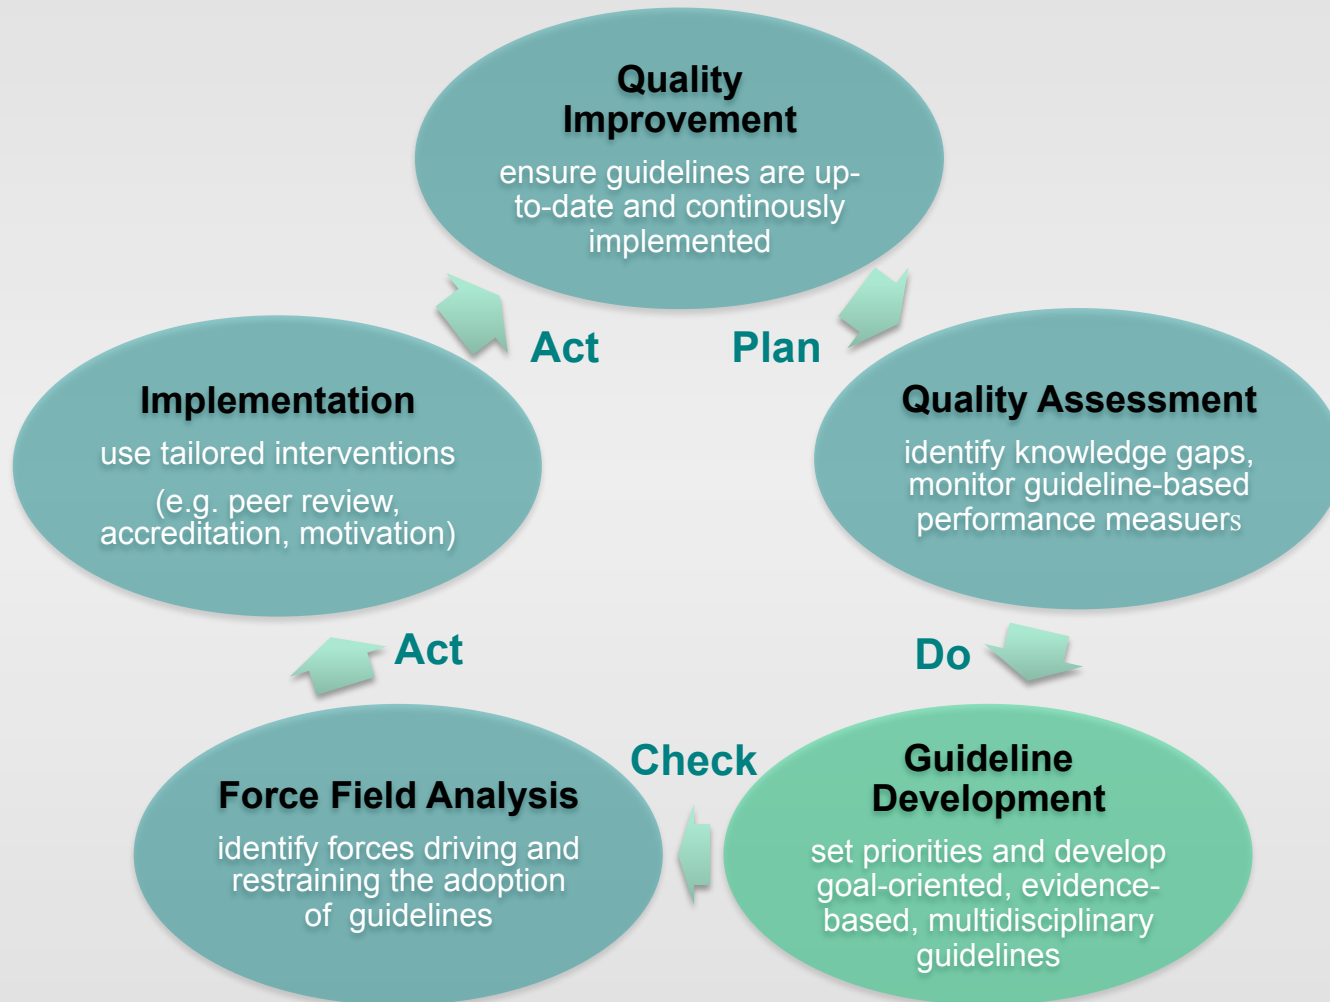 Quality
Improvement
ensure guidelines are up-
to-date and continously
implemented
Act
Plan
Implementation
use tailored interventions
(e.g. peer review,
accreditation, motivation)
Quality Assessment
identify knowledge gaps,
monitor guideline-based
performance measuers
Act
Do
Check
Force Field Analysis
identify forces driving and
restraining the adoption
of guidelines
Guideline
Development
set priorities and develop
goal-oriented, evidence-
based, multidisciplinary
guidelines